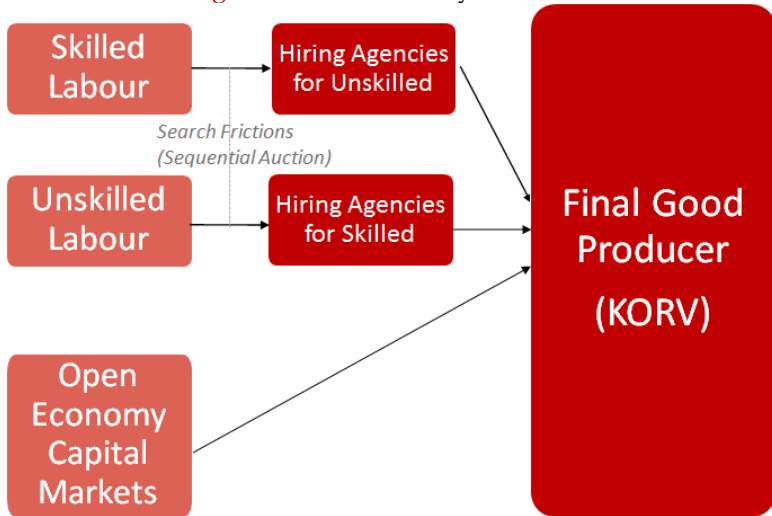 Skilled
Labour
Hiring Agencies
for Unskilled
Search Frictions
(Sequential Auction)
Unskilled
Labour
Hiring Agencies
for Skilled
Final Good
Producer
(KORV)
Open
Economy
Capital
Markets